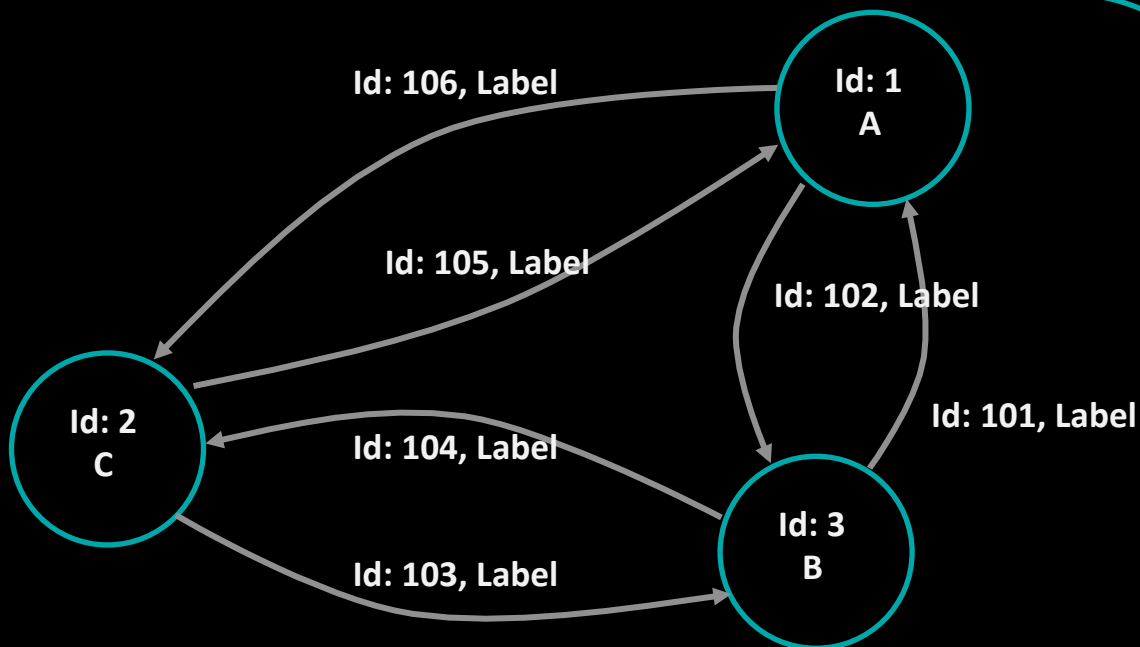 Id: 106, Label
Id: 1
A
Id: 105, Label
Id: 102, Label
Id: 2
C
Id: 101, Label
Id: 104, Label
Id: 3
B
Id: 103, Label